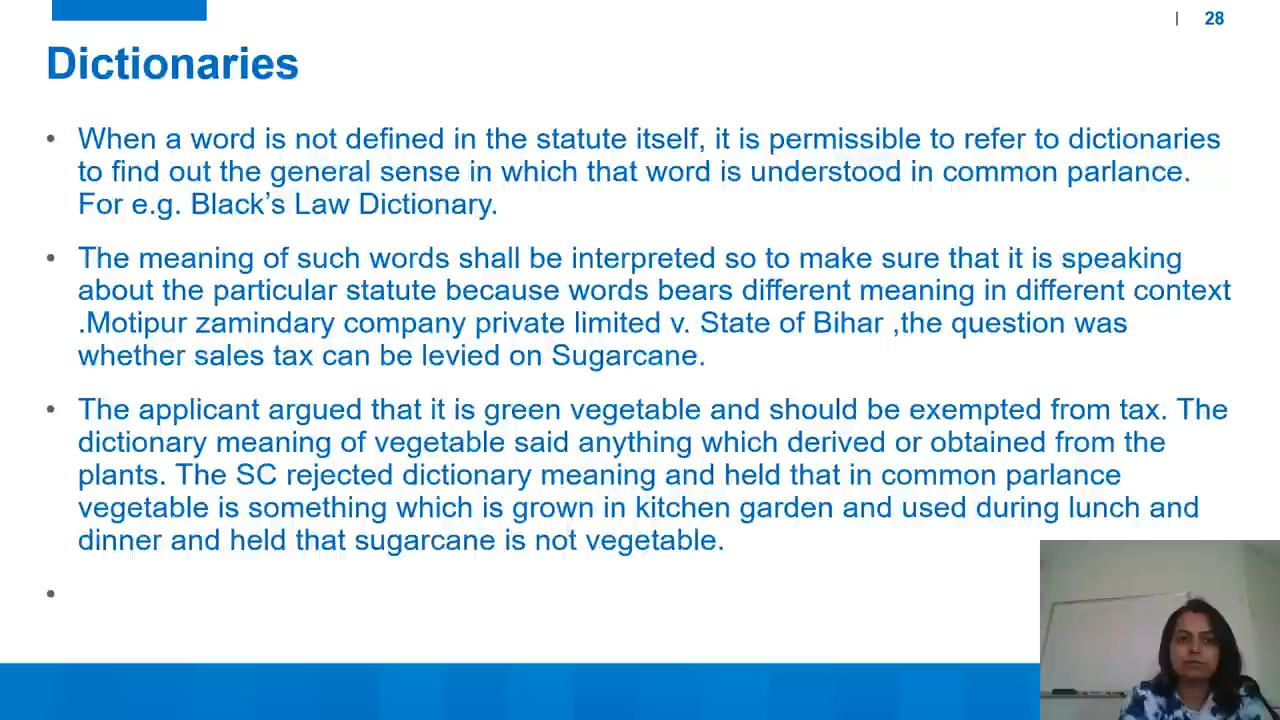 | 28
Dictionaries
• When a word is not defined in the statute itself, it is permissible to refer to dictionaries
to find out the general sense in which that word is understood in common parlance.
For e.g. Black’s Law Dictionary.
• The meaning of such words shall be interpreted so to make sure that it is speaking
about the particular statute because words bears different meaning in different context
.Motipur zamindary company private limited v. State of Bihar ,the question was
whether sales tax can be levied on Sugarcane.
• The applicant argued that it is green vegetable and should be exempted from tax. The
dictionary meaning of vegetable said anything which derived or obtained from the
plants. The SC rejected dictionary meaning and held that in common parlance
vegetable is something which is grown in kitchen garden and used during lunch and
dinner and held that sugarcane is not vegetable.
•